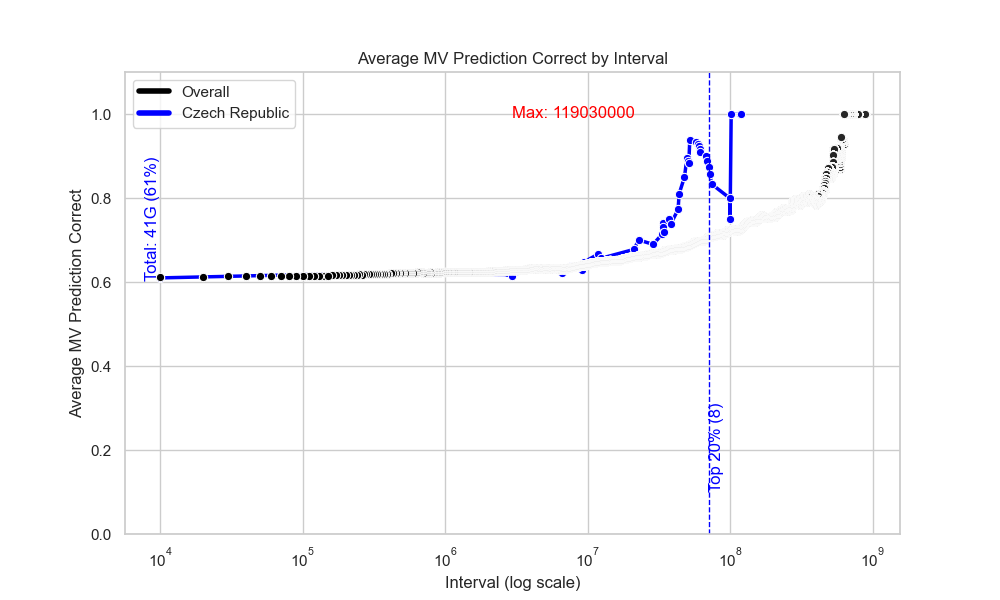 Average MV Prediction Correct by Interval
Overall
Czech Republic
Max: 119030000
Total: 41G (61%)
Top 20% (8)
Average MV Prediction Correct
1.0
0.8
0.6
0.4
0.2
0.0
10^4 10^5 10^6 10^7 10^8 10^9
Interval (log scale)